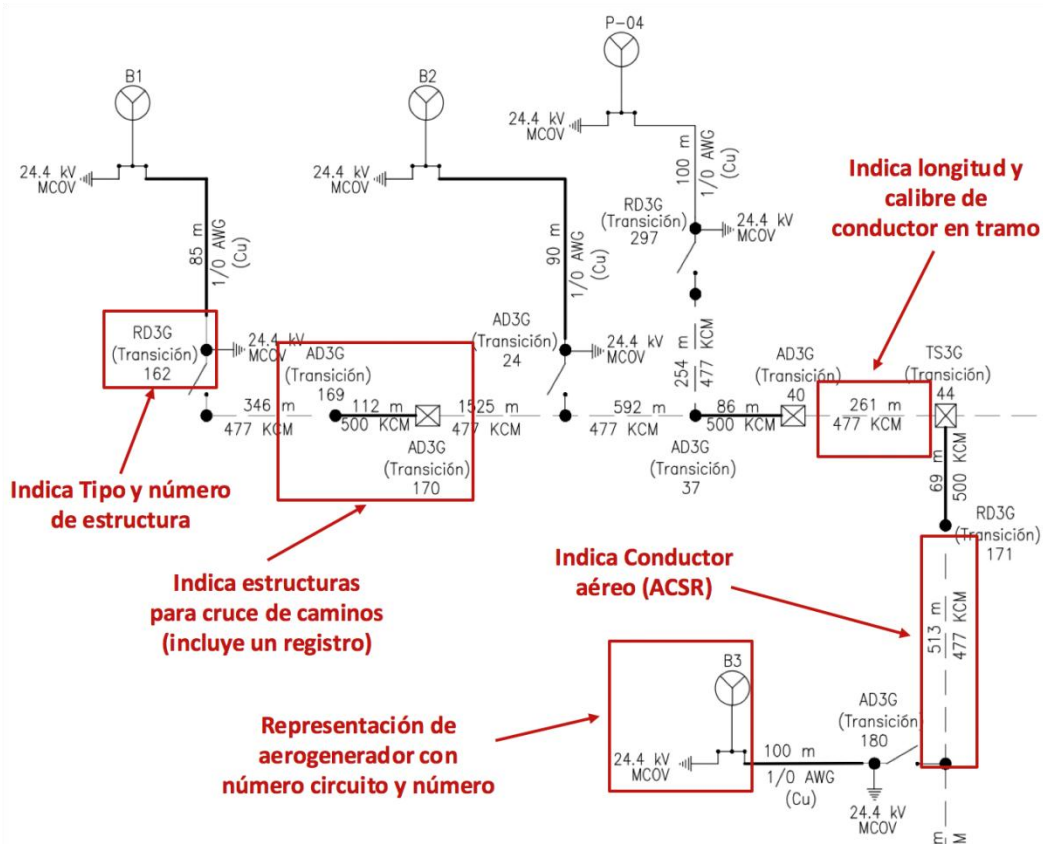 P-04
B1
B2
24.4 kV
MCOV
24.4 kV
MCOV
24.4 kV
MCOV
100 m
1/0 AWG
(Cu)
Indica longitud y
calibre de
conductor en tramo
85 m
1/0 AWG
(Cu)
90 m
1/0 AWG
(Cu)
RD3G
(Transición)
297
24.4 kV
MCOV
RD3G
(Transición)
162
24.4 kV
MCOV
AD3G
(Transición)
169
AD3G
(Transición)
24
24.4 kV
MCOV
254 m
477 KCM
AD3G
(Transición)
40
TS3G
(Transición)
44
346 m
477 KCM
112 m
500 KCM
1525 m
477 KCM
592 m
477 KCM
86 m
500 KCM
261 m
477 KCM
AD3G
(Transición)
170
AD3G
(Transición)
37
69 m
500 KCM
Indica Tipo y número
de estructura
RD3G
(Transición)
171
Indica estructuras
para cruce de caminos
(incluye un registro)
Indica Conductor
aéreo (ACSR)
513 m
477 KCM
Representación de
aerogenerador con
número circuito y número
B3
24.4 kV
MCOV
100 m
1/0 AWG
(Cu)
AD3G
(Transición)
180
24.4 kV
MCOV
m
M